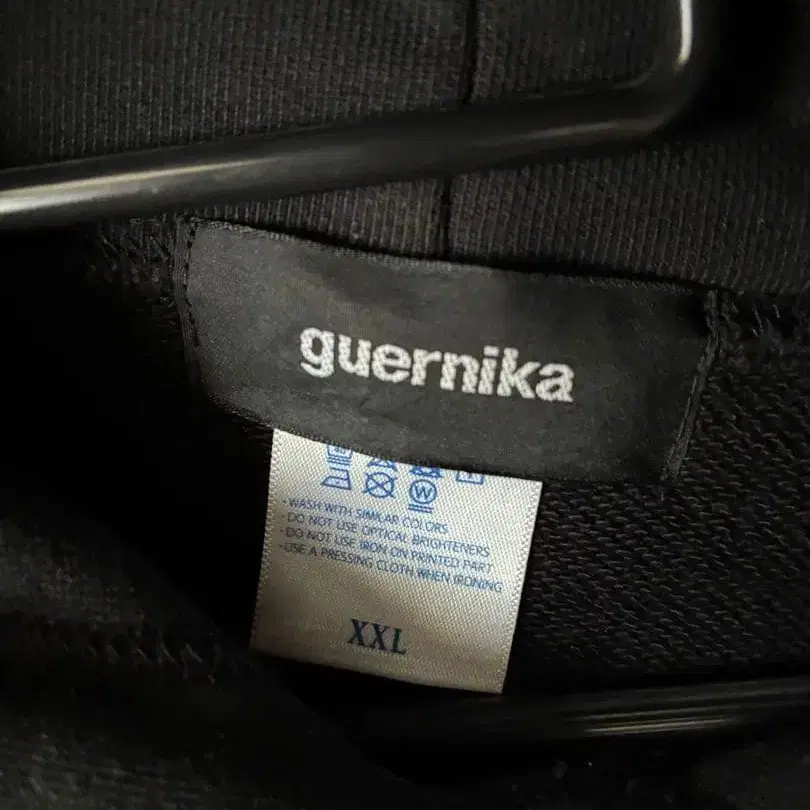 guernika
W
· WASH WITH SIMILAR COLORS
· DO NOT USE OPTICAL BRIGHTENERS
· DO NOT USE IRON ON PRINTED PART
· USE A PRESSING CLOTH WHEN IRONING
XXL